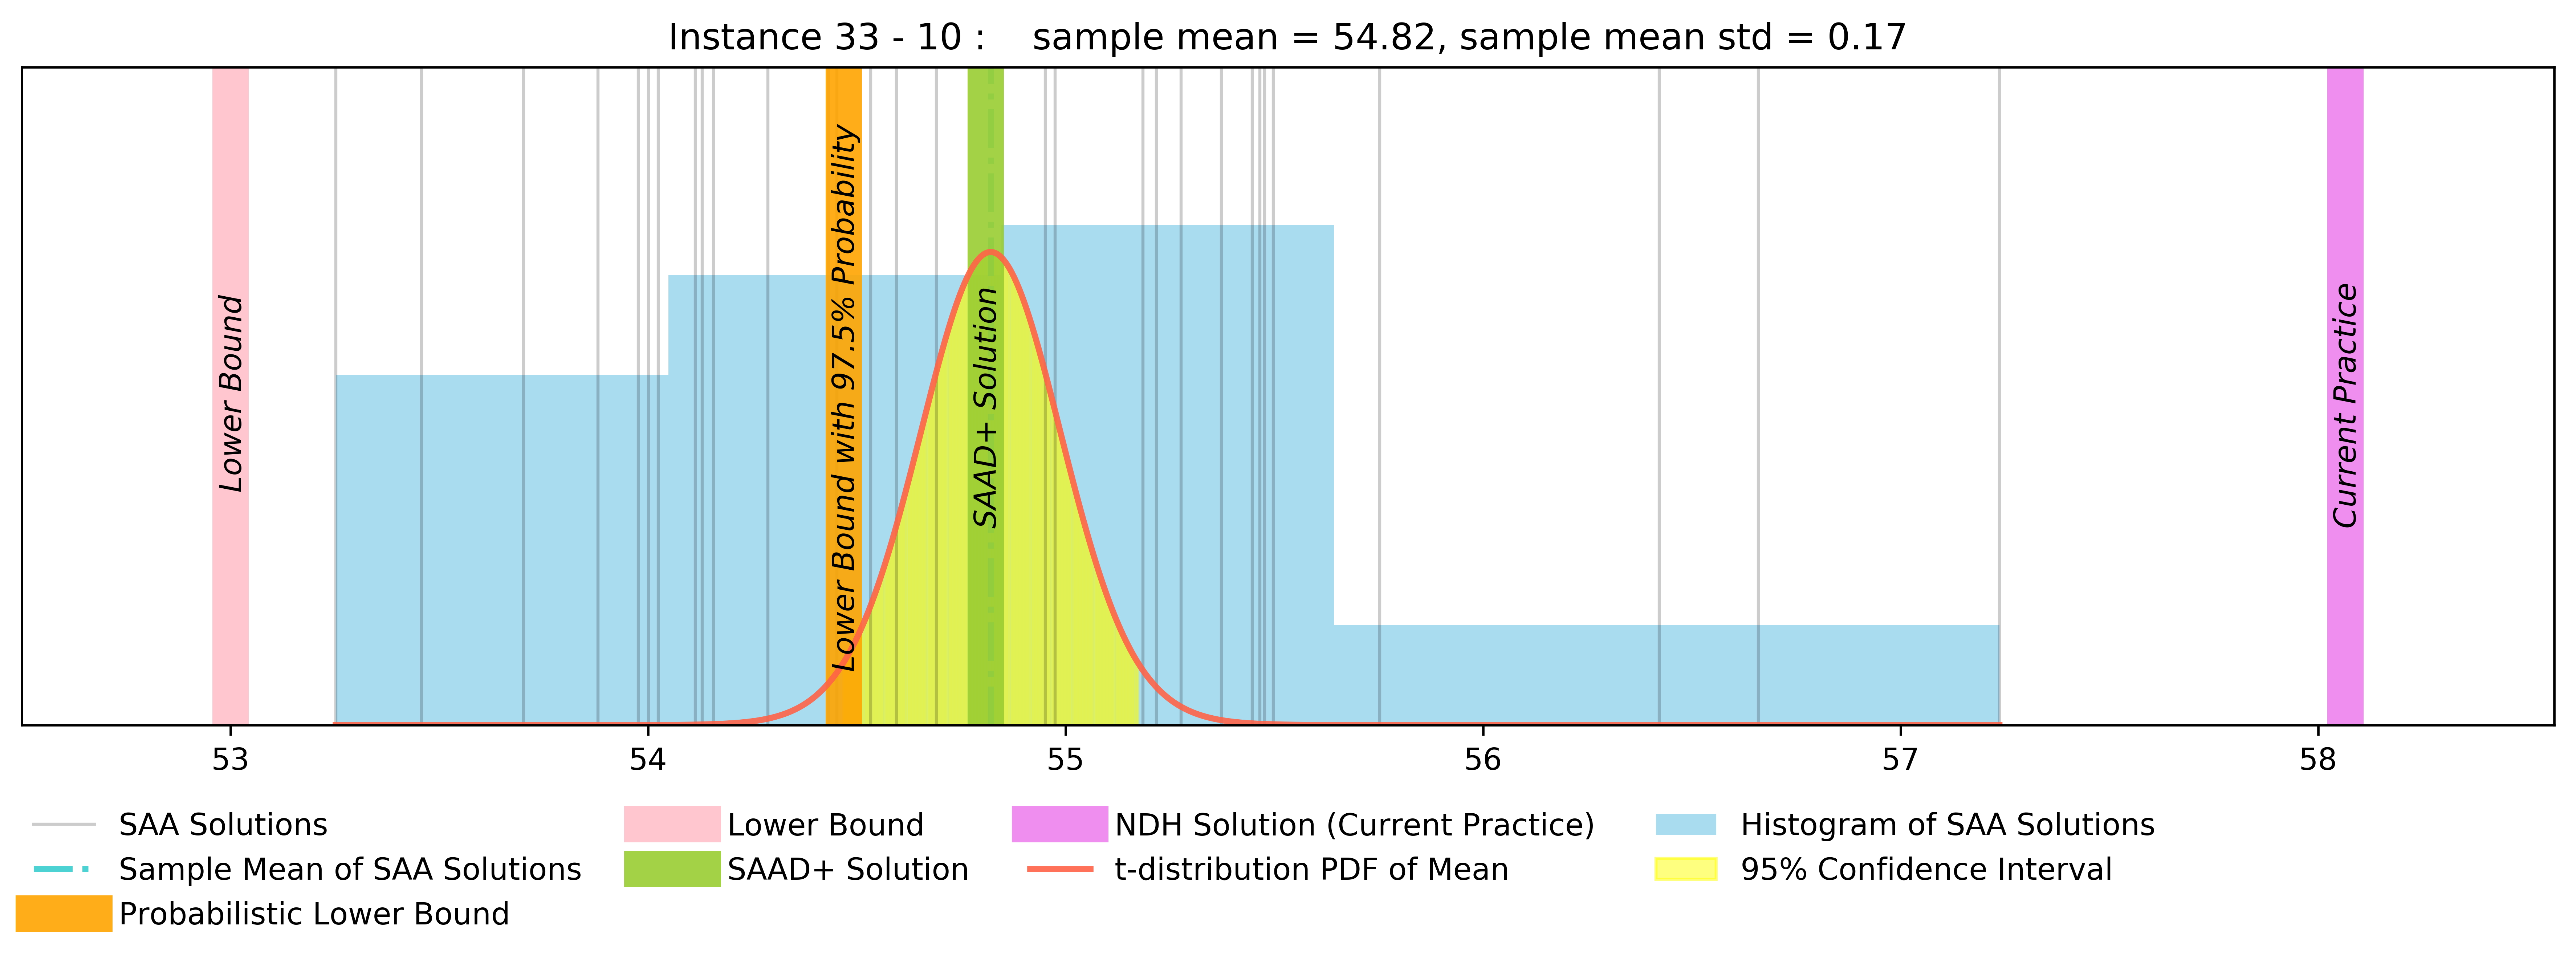 Instance 33 - 10 :    sample mean = 54.82, sample mean std = 0.17
Lower Bound
Lower Bound with 97.5% Probability
SAAD+ Solution
Current Practice
53 54 55 56 57 58
SAA Solutions
Sample Mean of SAA Solutions
Probabilistic Lower Bound
Lower Bound
SAAD+ Solution
NDH Solution (Current Practice)
t-distribution PDF of Mean
Histogram of SAA Solutions
95% Confidence Interval